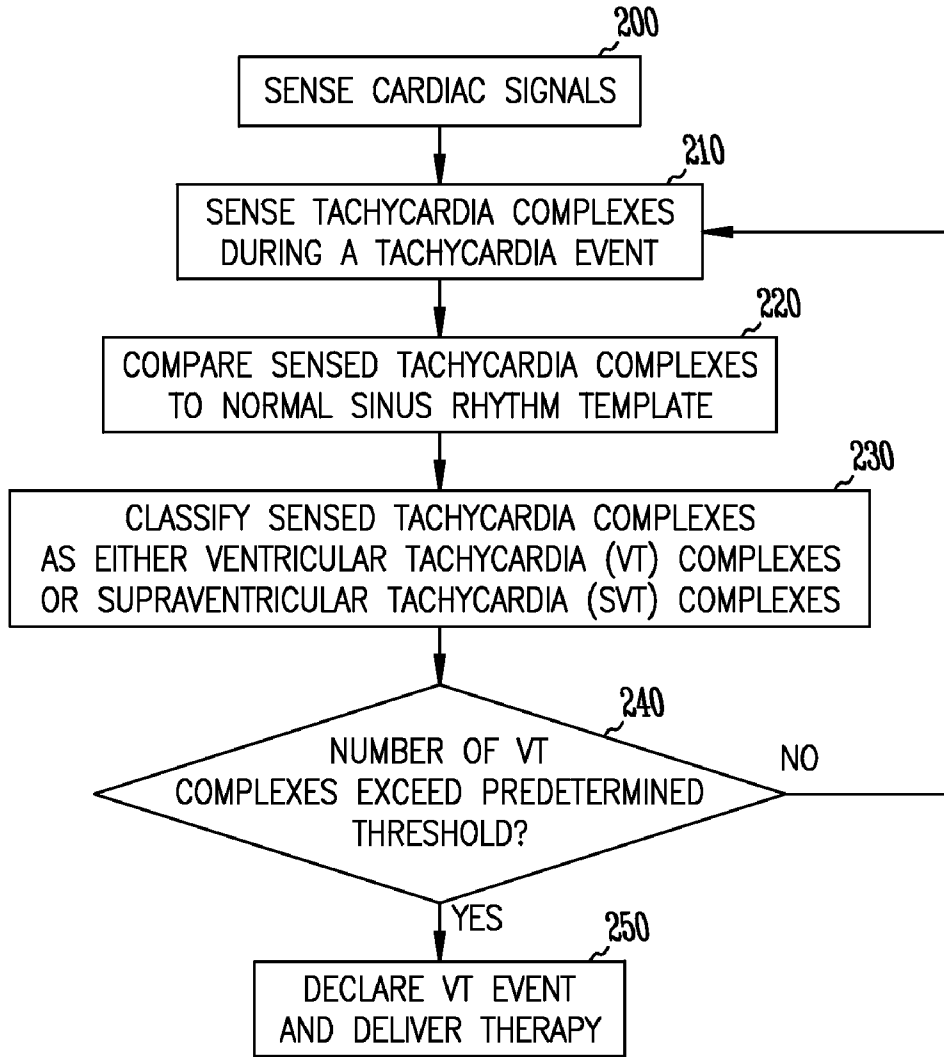 200
SENSE CARDIAC SIGNALS
210
SENSE TACHYCARDIA COMPLEXES
DURING A TACHYCARDIA EVENT
220
COMPARE SENSED TACHYCARDIA COMPLEXES
TO NORMAL SINUS RHYTHM TEMPLATE
230
CLASSIFY SENSED TACHYCARDIA COMPLEXES
AS EITHER VENTRICULAR TACHYCARDIA (VT) COMPLEXES
OR SUPRAVENTRICULAR TACHYCARDIA (SVT) COMPLEXES
240
NUMBER OF VT
COMPLEXES EXCEED PREDETERMINED
THRESHOLD?
NO
YES
250
DECLARE VT EVENT
AND DELIVER THERAPY